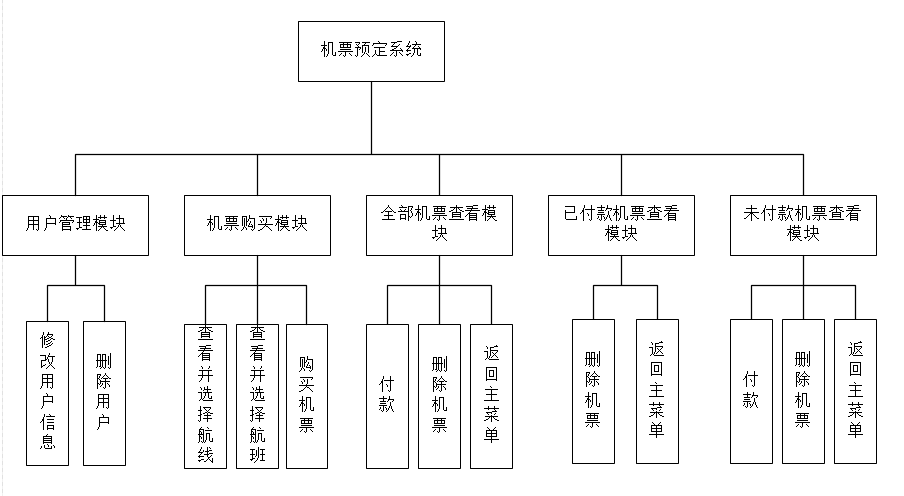 机票预定系统
用户管理模块
机票购买模块
全部机票查看模
块
已付款机票查看
模块
未付款机票查看
模块
修改用户信息
删除用户
查看并选择航线
查看并选择航班
购买机票
付款
删除机票
返回主菜单
删除机票
返回主菜单
付款
删除机票
返回主菜单